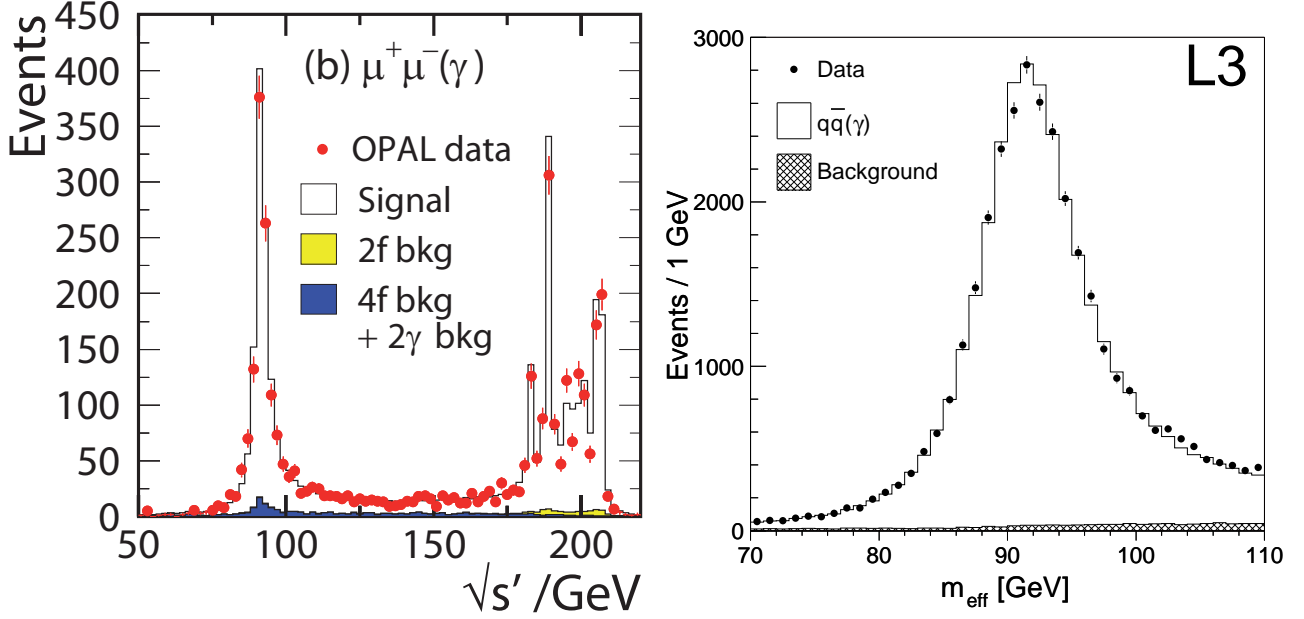 Events
450
400
350
300
250
200
150
100
50
0
(b) μ⁺μ⁻(γ)
OPAL data
Signal
2f bkg
4f bkg
+ 2γ bkg
50 100 150 200
√s′ /GeV
L3
Events / 1 GeV
3000
2000
1000
0
Data
qq̅(γ)
Background
70 80 90 100 110
m_eff [GeV]